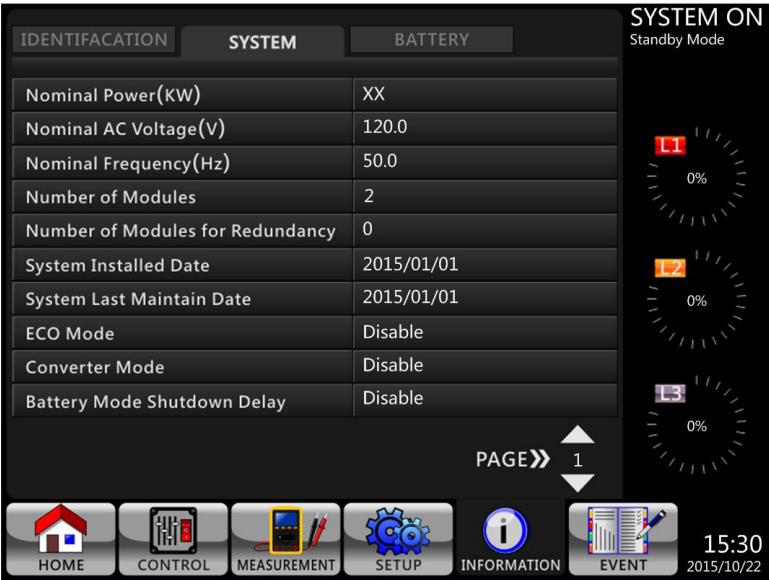 SYSTEM ON
Standby Mode
IDENTIFACATION SYSTEM BATTERY
Nominal Power(KW) XX
Nominal AC Voltage(V) 120.0
Nominal Frequency(Hz) 50.0
Number of Modules 2
Number of Modules for Redundancy 0
System Installed Date 2015/01/01
System Last Maintain Date 2015/01/01
ECO Mode Disable
Converter Mode Disable
Battery Mode Shutdown Delay Disable
L1
0%
L2
0%
L3
0%
PAGE» 1
HOME CONTROL MEASUREMENT SETUP INFORMATION EVENT
15:30
2015/10/22